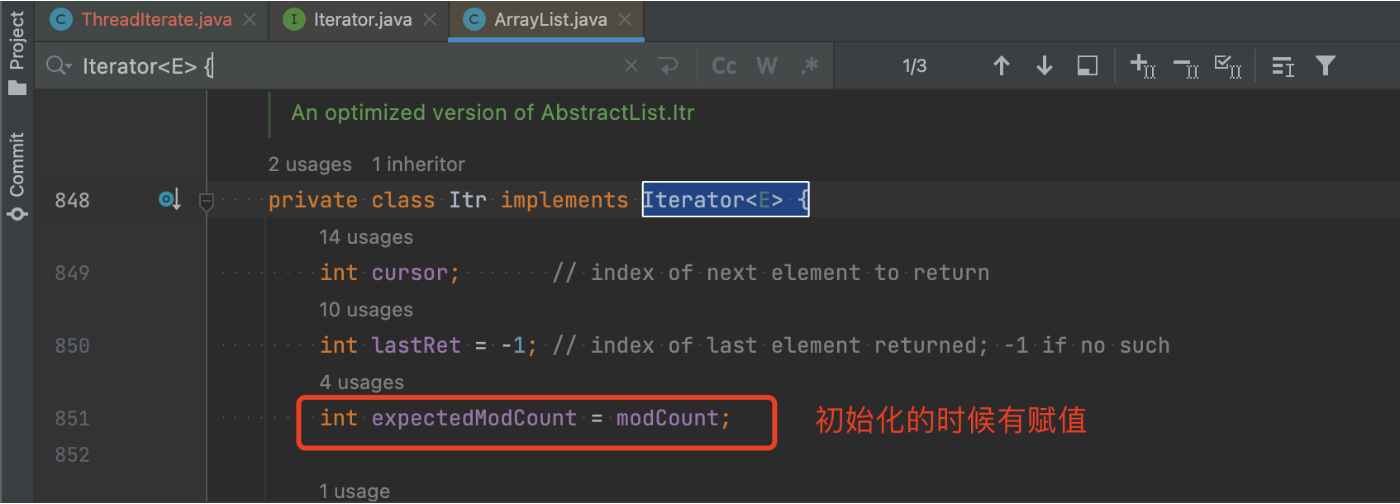 Project
Commit
ThreadIterate.java
Iterator.java
ArrayList.java
Iterator<E> {
Cc W .*
1/3
An optimized version of AbstractList.Itr
2 usages 1 inheritor
848 private class Itr implements Iterator<E> {
14 usages
849 int cursor; // index of next element to return
10 usages
850 int lastRet = -1; // index of last element returned; -1 if no such
4 usages
851 int expectedModCount = modCount; 初始化的时候有赋值
852
1 usage